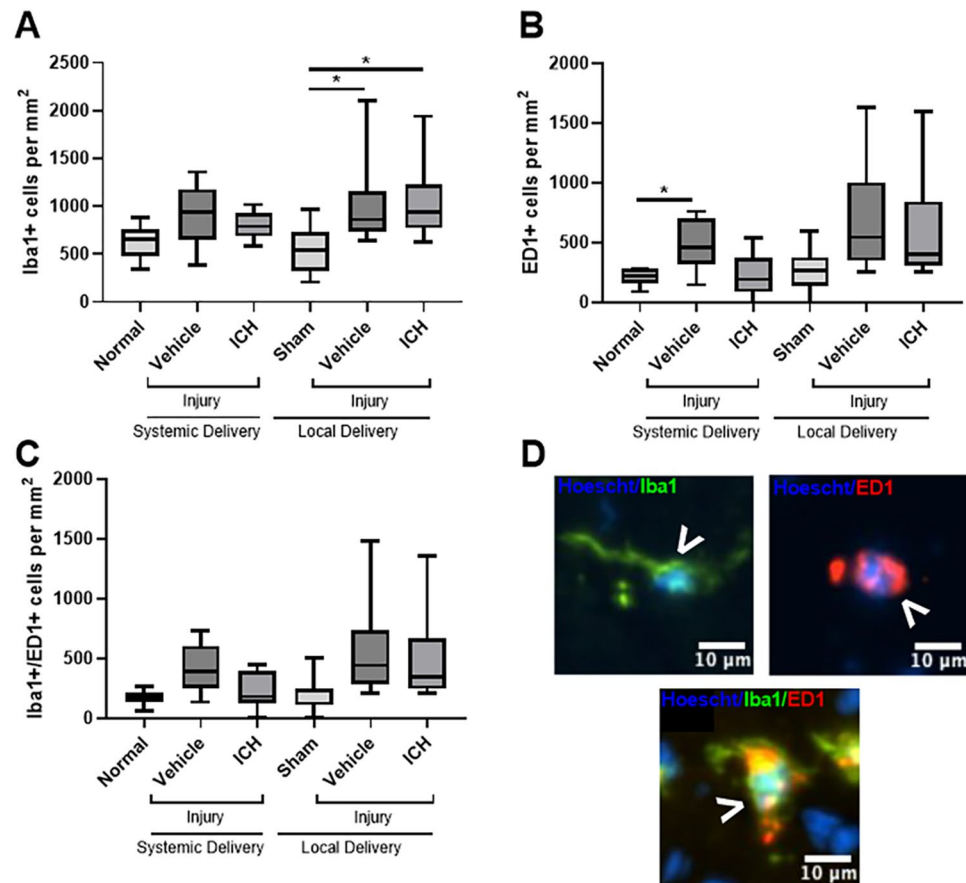 A
Iba1+ cells per mm²
2500
2000
1500
1000
500
0
*
*
Normal
Vehicle
ICH
Sham
Vehicle
ICH
Injury
Injury
Systemic Delivery
Local Delivery
B
ED1+ cells per mm²
2000
1500
1000
500
0
*
Normal
Vehicle
ICH
Sham
Vehicle
ICH
Injury
Injury
Systemic Delivery
Local Delivery
C
Iba1+/ED1+ cells per mm²
2000
1500
1000
500
0
Normal
Vehicle
ICH
Sham
Vehicle
ICH
Injury
Injury
Systemic Delivery
Local Delivery
D
Hoescht/Iba1
10 µm
Hoescht/ED1
10 µm
Hoescht/Iba1/ED1
10 µm